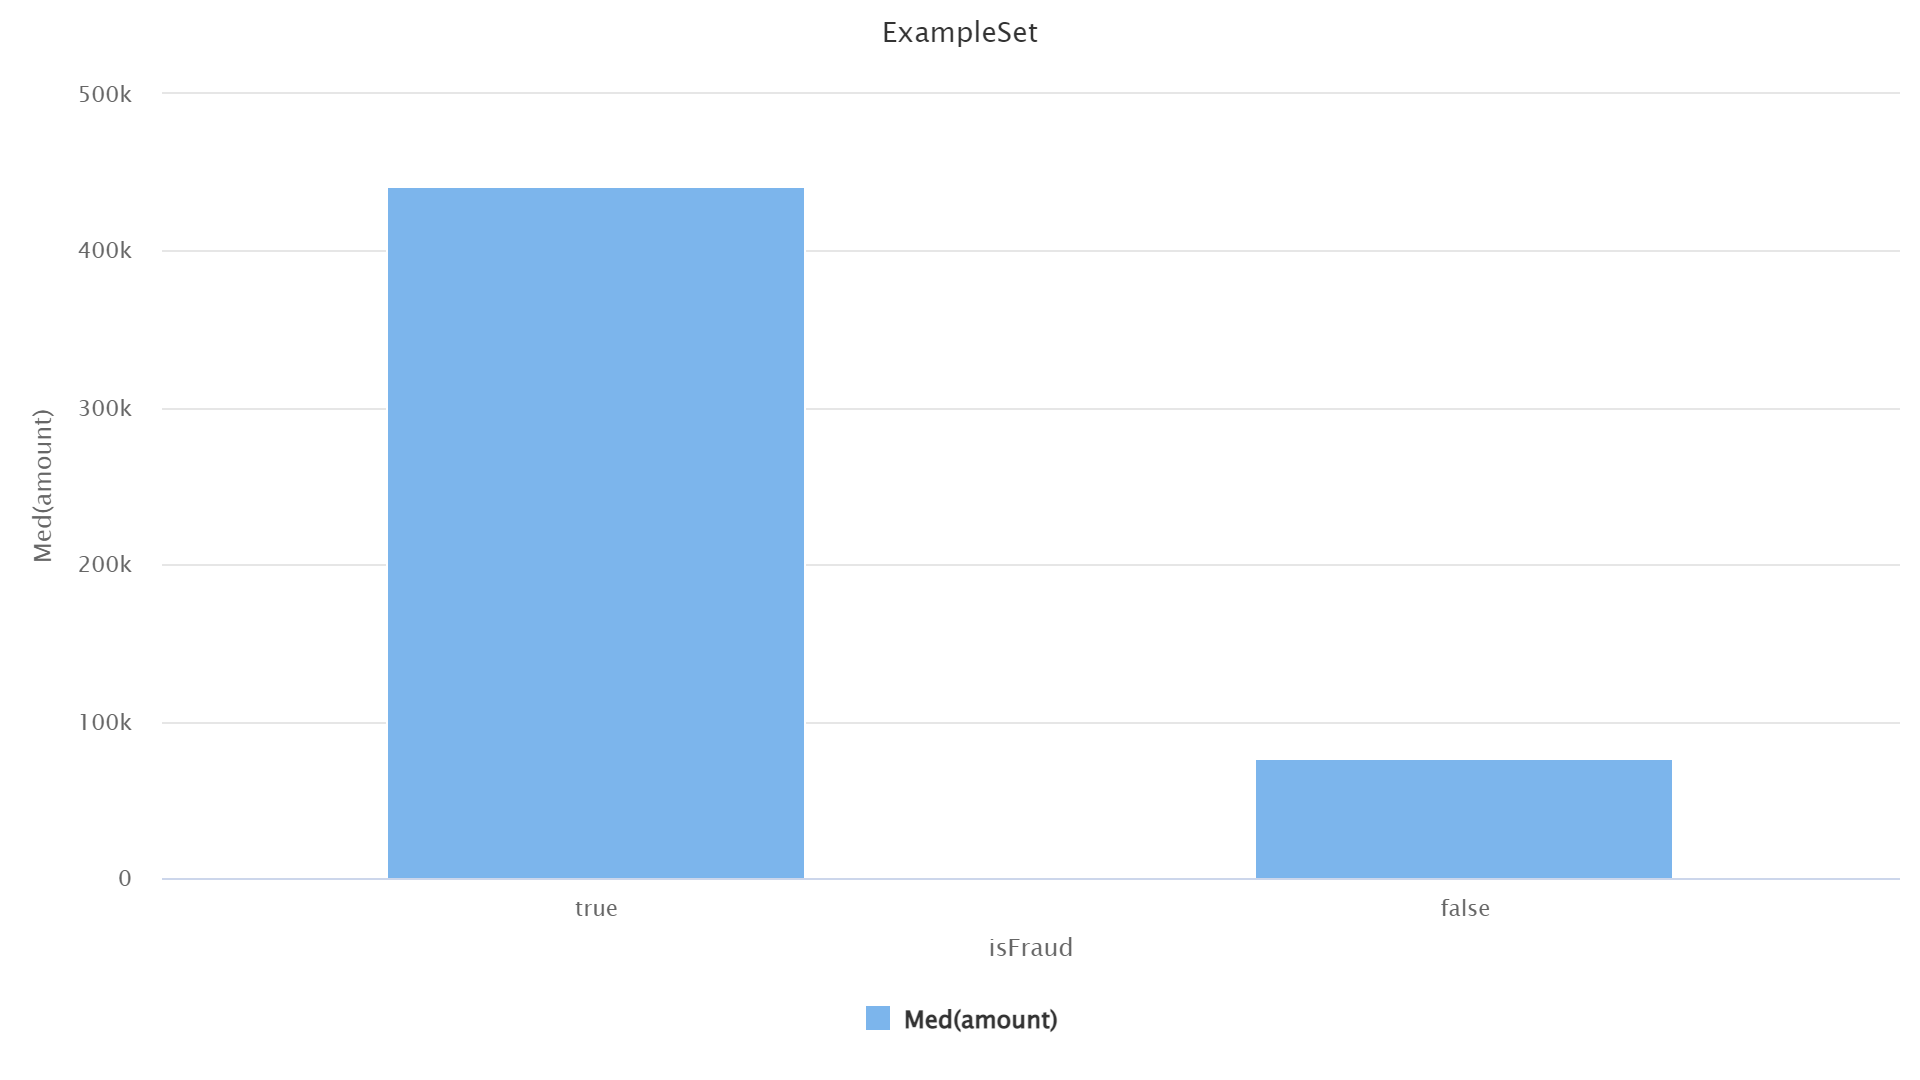 ExampleSet
500k
400k
300k
200k
100k
0
Med(amount)
true
false
isFraud
Med(amount)